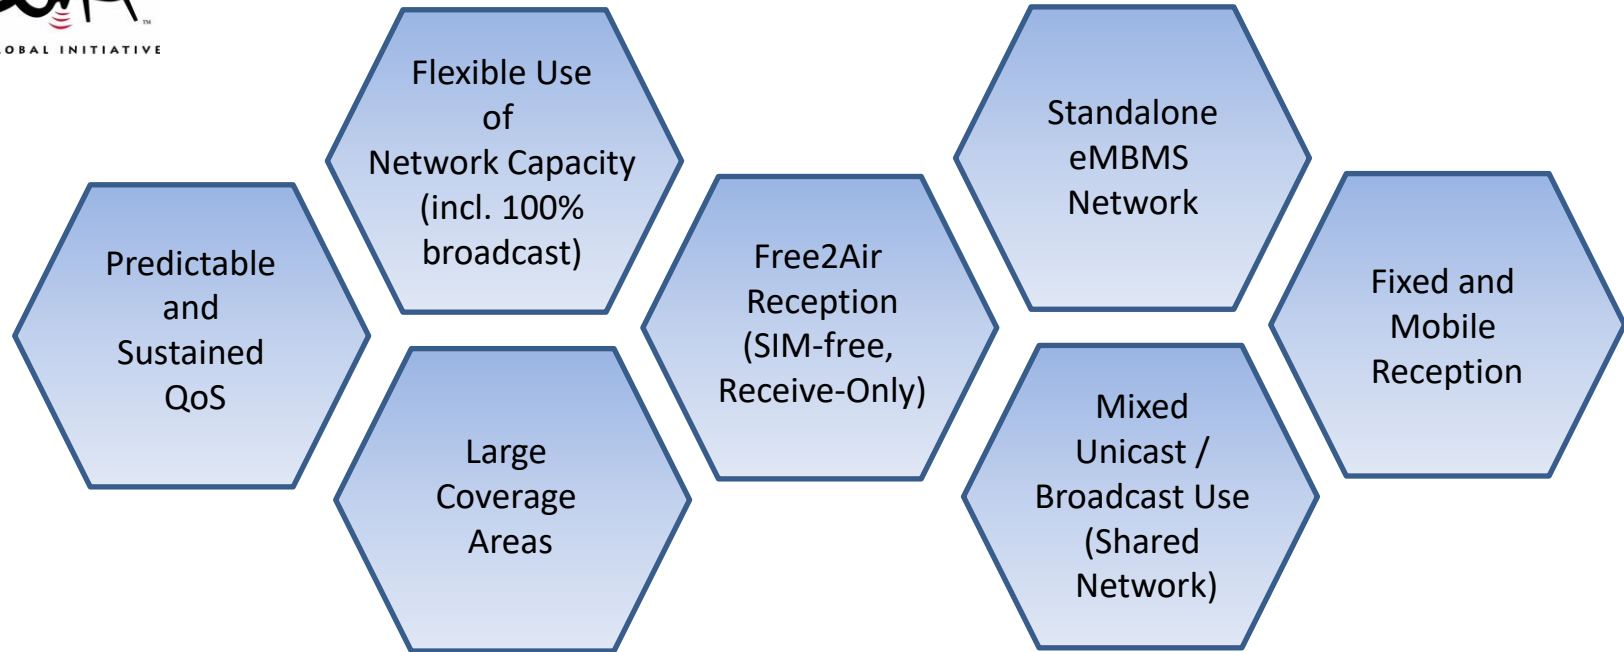 TM
OBAL INITIATIVE
Flexible Use
of
Network Capacity
(incl. 100%
broadcast)
Standalone
eMBMS
Network
Predictable
and
Sustained
QoS
Free2Air
Reception
(SIM-free,
Receive-Only)
Fixed and
Mobile
Reception
Large
Coverage
Areas
Mixed
Unicast /
Broadcast Use
(Shared
Network)